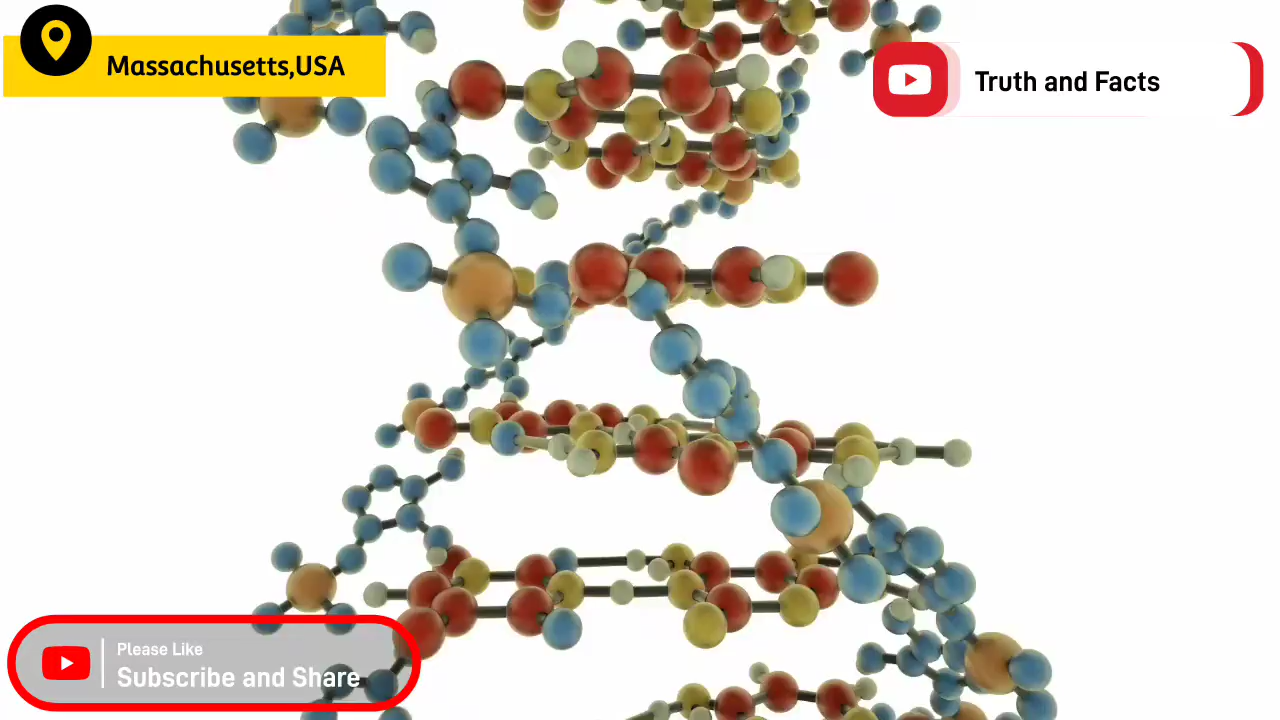 Massachusetts,USA
Truth and Facts
Please Like
Subscribe and Share